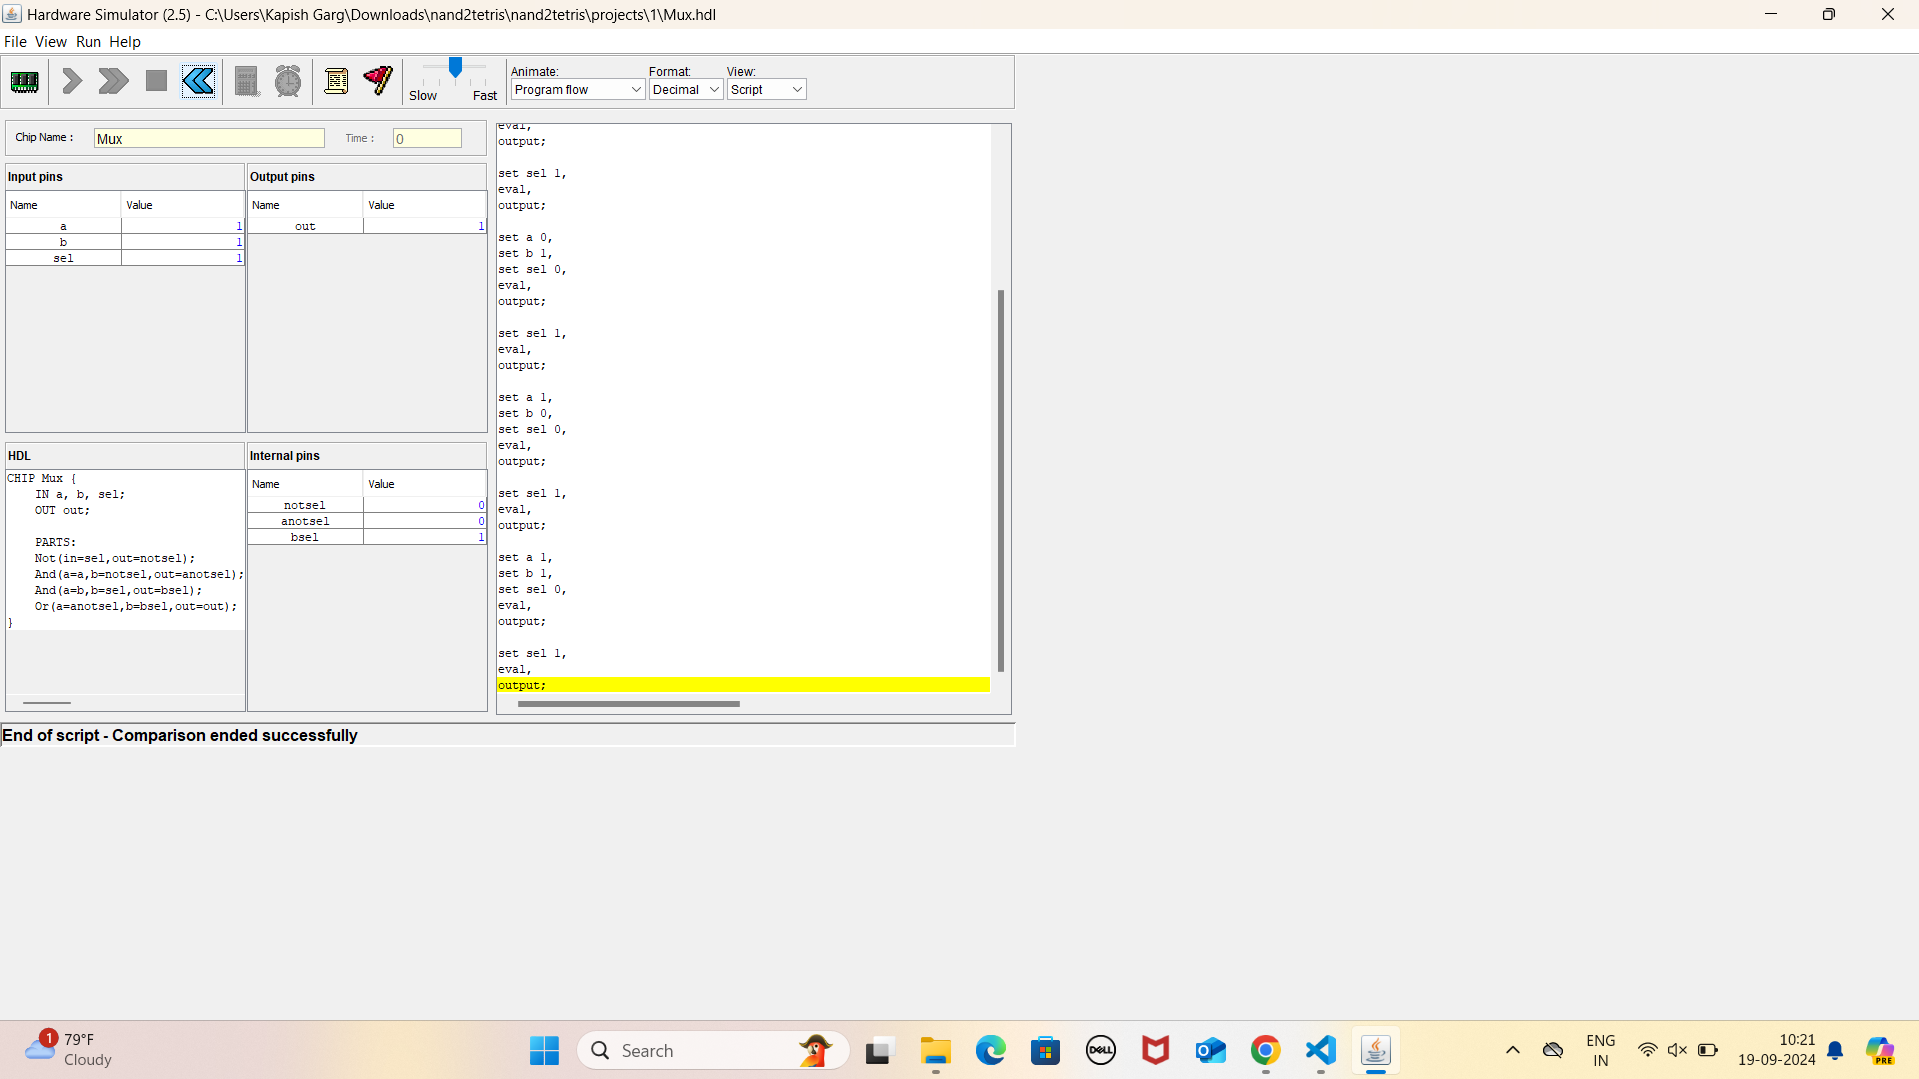 Hardware Simulator (2.5) - C:\Users\Kapish Garg\Downloads\nand2tetris\nand2tetris\projects\1\Mux.hdl
File View Run Help
Slow Fast
Animate: Format: View:
Program flow Decimal Script
Chip Name : Mux Time : 0
Input pins
Name Value
a 1
b 1
sel 1
Output pins
Name Value
out 1
HDL
CHIP Mux {
IN a, b, sel;
OUT out;
PARTS:
Not(in=sel,out=notsel);
And(a=a,b=notsel,out=anotsel);
And(a=b,b=sel,out=bsel);
Or(a=anotsel,b=bsel,out=out);
}
Internal pins
Name Value
notsel 0
anotsel 0
bsel 1
eval,
output;
set sel 1,
eval,
output;
set a 0,
set b 1,
set sel 0,
eval,
output;
set sel 1,
eval,
output;
set a 1,
set b 0,
set sel 0,
eval,
output;
set sel 1,
eval,
output;
set a 1,
set b 1,
set sel 0,
eval,
output;
set sel 1,
eval,
output;
End of script - Comparison ended successfully
1
79°F
Cloudy
Search
DELL
ENG
IN
10:21
19-09-2024
PRE